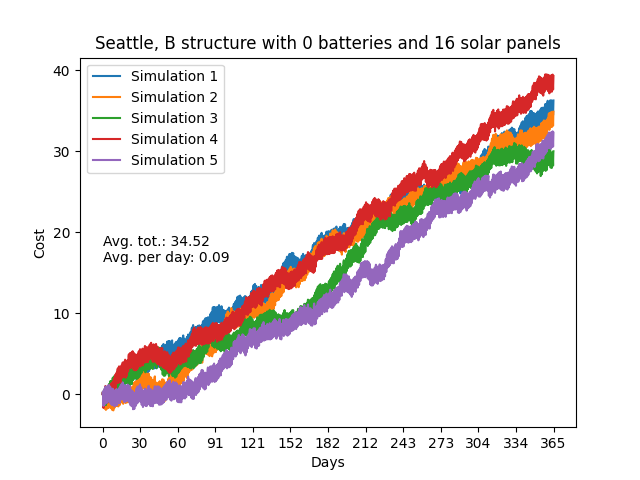 Seattle, B structure with 0 batteries and 16 solar panels
Simulation 1
Simulation 2
Simulation 3
Simulation 4
Simulation 5
Avg. tot.: 34.52
Avg. per day: 0.09
Cost
40
30
20
10
0
0 30 60 91 121 152 182 212 243 273 304 334 365
Days